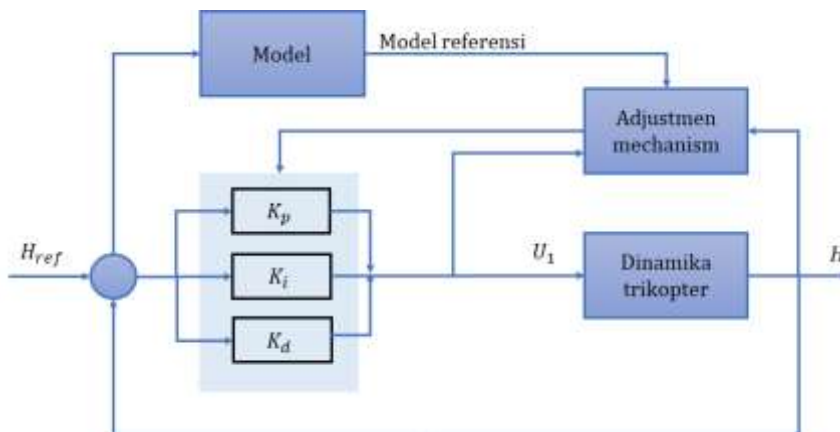 Model
Model referensi
Adjustmen
mechanism
K_p
H_ref
K_i
U_1
Dinamika
trikopter
H
K_d